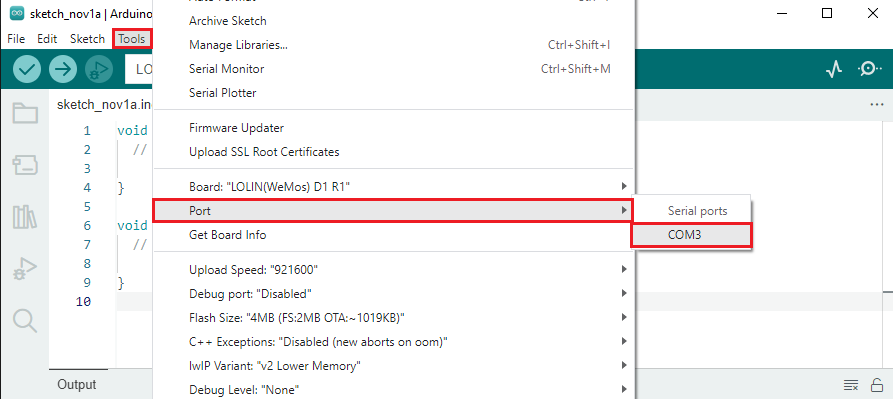 sketch_nov1a | Arduino
File Edit Sketch Tools
Archive Sketch
Manage Libraries... Ctrl+Shift+I
Serial Monitor Ctrl+Shift+M
Serial Plotter
Firmware Updater
Upload SSL Root Certificates
Board: "LOLIN(WeMos) D1 R1"
Port
Get Board Info
Upload Speed: "921600"
Debug port: "Disabled"
Flash Size: "4MB (FS:2MB OTA:~1019KB)"
C++ Exceptions: "Disabled (new aborts on oom)"
IwIP Variant: "v2 Lower Memory"
Debug Level: "None"
Serial ports
COM3
LO
sketch_nov1a.in
...
1 void
2 //
3
4 }
5
6 void
7 //
8
9 }
10
Output